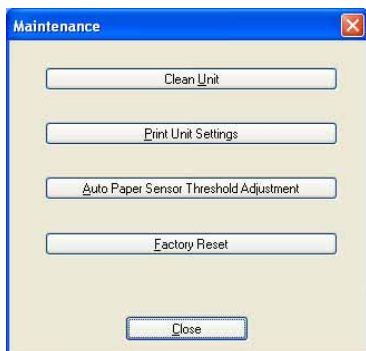 Maintenance
Clean Unit
Print Unit Settings
Auto Paper Sensor Threshold Adjustment
Factory Reset
Close